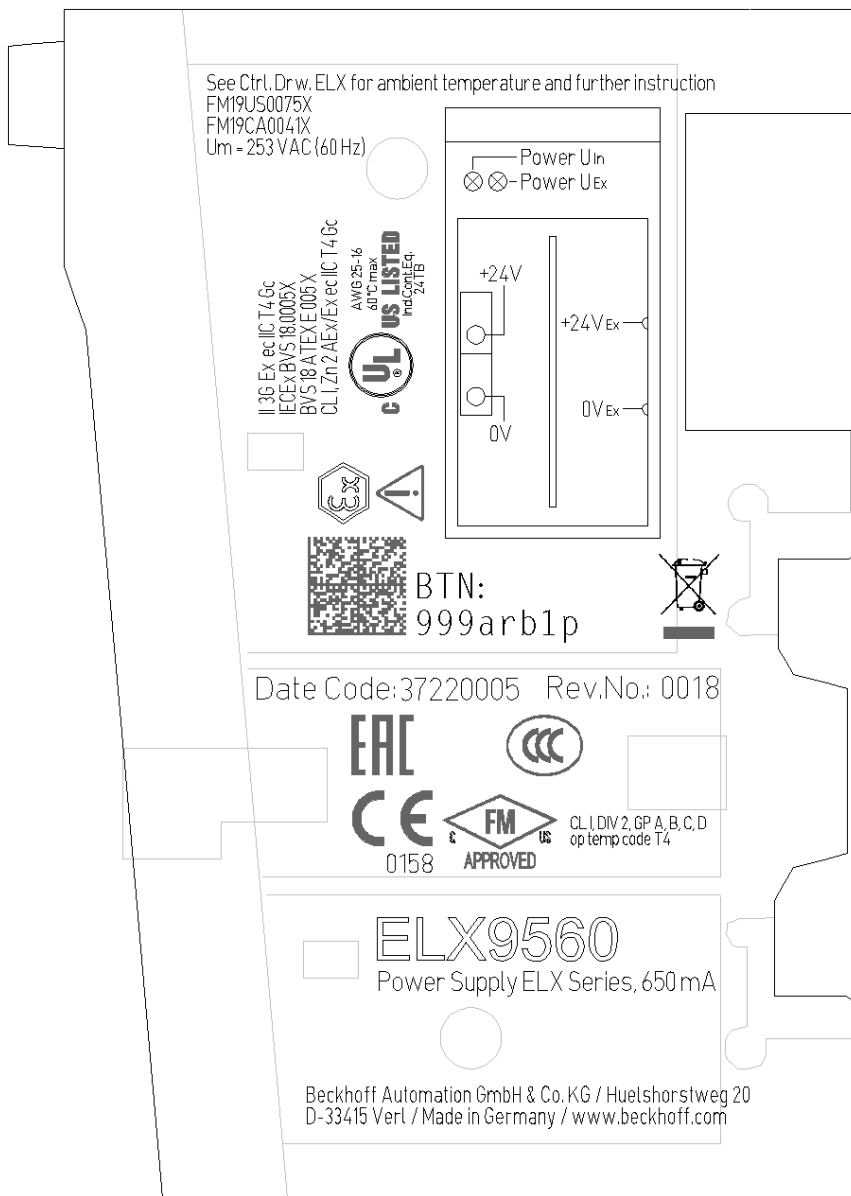 See Ctrl. Drw. ELX for ambient temperature and further instruction
FM19US0075X
FM19CA0041X
Um = 253 VAC (60 Hz)
Power UIn
Power UEx
+24V
0V
+24VEx
0VEx
II 3G Ex ec IIC T4 Gc
IECEx BVS 18.0005X
BVS 18 ATEX E 005 X
CL I, Zn 2 AEx/Ex ec IIC T4 Gc
AWG 25-16
60°C max
C UL ® US LISTED
Ind.Cont.Eq.
24TB
Ex
BTN:
999arb1p
Date Code: 37220005 Rev.No.: 0018
EAC
CCC
CE
0158
C FM US
APPROVED
CL I, DIV 2, GP A, B, C, D
op temp code T4
ELX9560
Power Supply ELX Series, 650 mA
Beckhoff Automation GmbH & Co. KG / Huelshorstweg 20
D-33415 Verl / Made in Germany / www.beckhoff.com